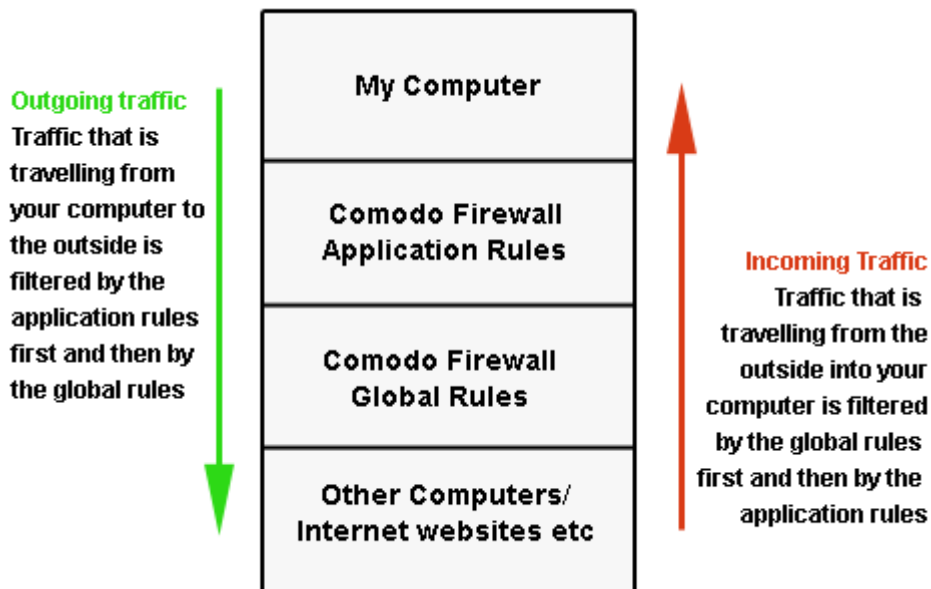 Outgoing traffic
Traffic that is
travelling from
your computer to
the outside is
filtered by the
application rules
first and then by
the global rules
My Computer
Comodo Firewall
Application Rules
Comodo Firewall
Global Rules
Other Computers/
Internet websites etc
Incoming Traffic
Traffic that is
travelling from the
outside into your
computer is filtered
by the global rules
first and then by the
application rules